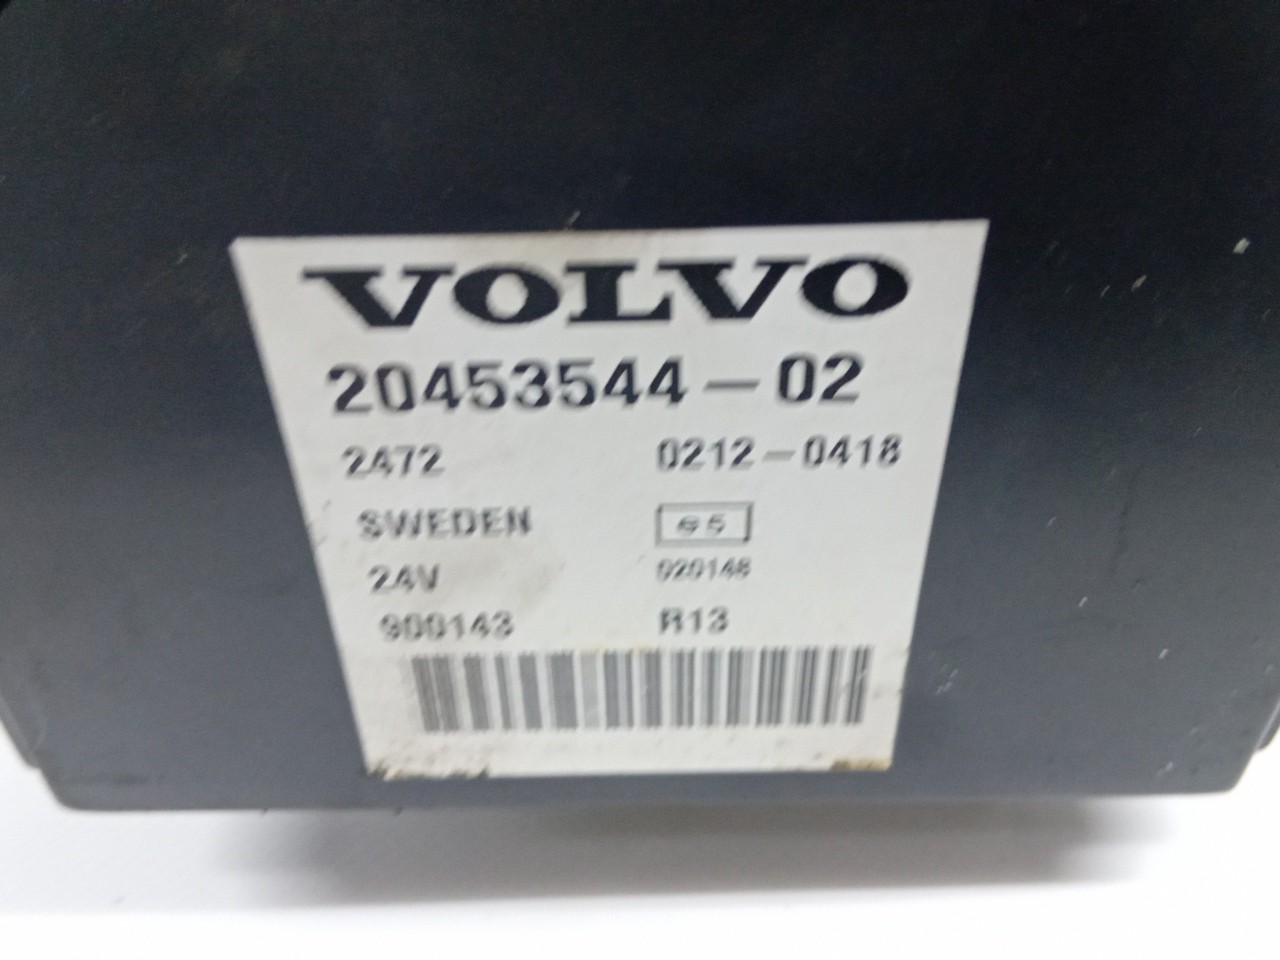 VOLVO
20453544-02
2472 0212-0418
SWEDEN e5
24V 020148
900143 R13